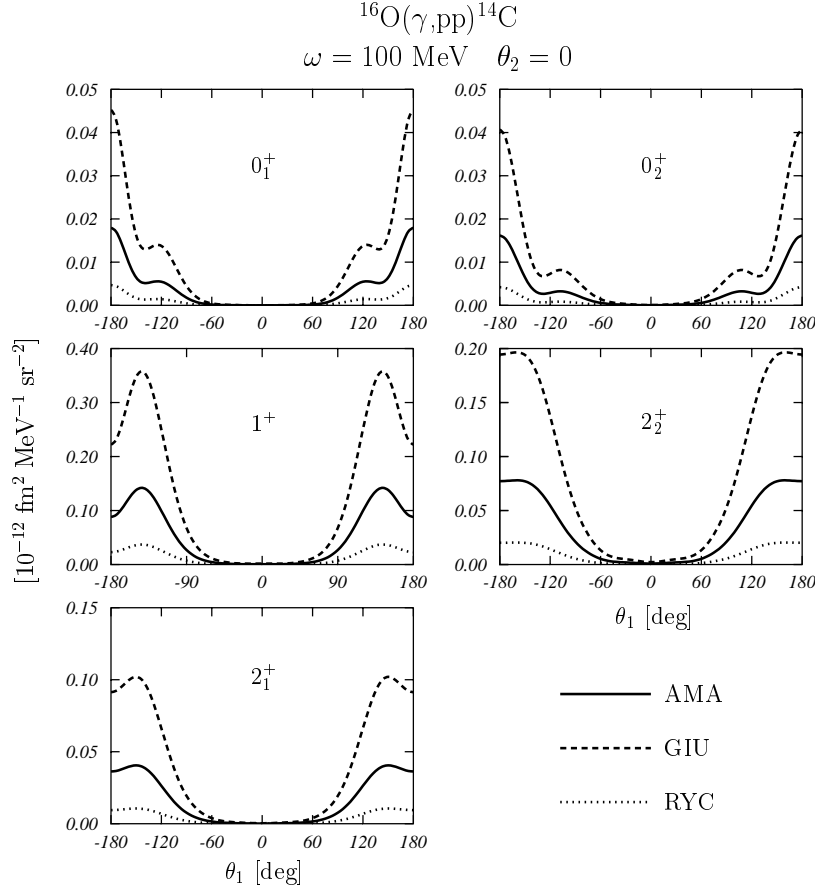 ¹⁶O(γ,pp)¹⁴C
ω = 100 MeV θ₂ = 0
[10⁻¹² fm² MeV⁻¹ sr⁻²]
0.05
0.04
0.03
0.02
0.01
0.00
0₁⁺
-180 -120 -60 0 60 120 180
0.05
0.04
0.03
0.02
0.01
0.00
0₂⁺
-180 -120 -60 0 60 120 180
0.40
0.30
0.20
0.10
0.00
1⁺
-180 -90 0 90 180
0.20
0.15
0.10
0.05
0.00
2₂⁺
-180 -120 -60 0 60 120 180
θ₁ [deg]
0.15
0.10
0.05
0.00
2₁⁺
-180 -120 -60 0 60 120 180
θ₁ [deg]
AMA
GIU
RYC